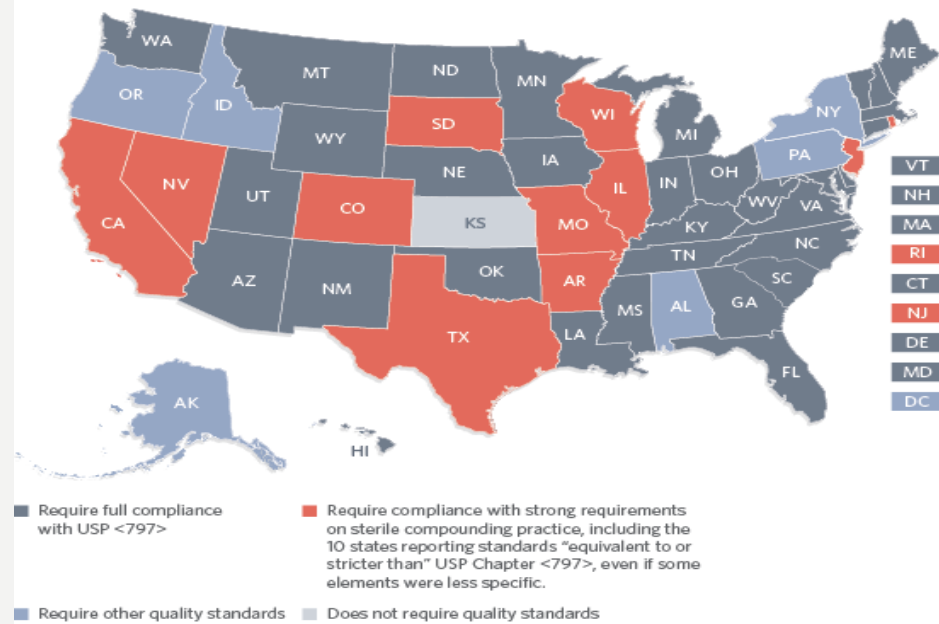 WA
MT
ND
MN
ME
OR
ID
SD
WI
NY
WY
MI
IA
PA
NE
OH
NV
UT
IL
IN
CO
WV
VA
CA
KS
MO
KY
NC
TN
OK
AZ
NM
AR
SC
MS
AL
GA
TX
LA
FL
AK
HI
VT
NH
MA
RI
CT
NJ
DE
MD
DC
Require full compliance
with USP <797>
Require compliance with strong requirements
on sterile compounding practice, including the
10 states reporting standards “equivalent to or
stricter than” USP Chapter <797>, even if some
elements were less specific.
Require other quality standards
Does not require quality standards